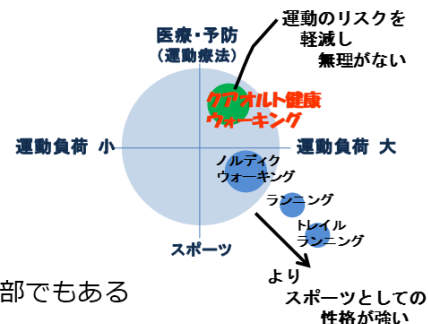 運動のリスクを
軽減し
無理がない
医療・予防
（運動療法）
クアオルト健康
ウォーキング
運動負荷 小
運動負荷 大
ノルディク
ウォーキング
ランニング
トレイル
ランニング
スポーツ
より
スポーツとしての
性格が強い
部でもある